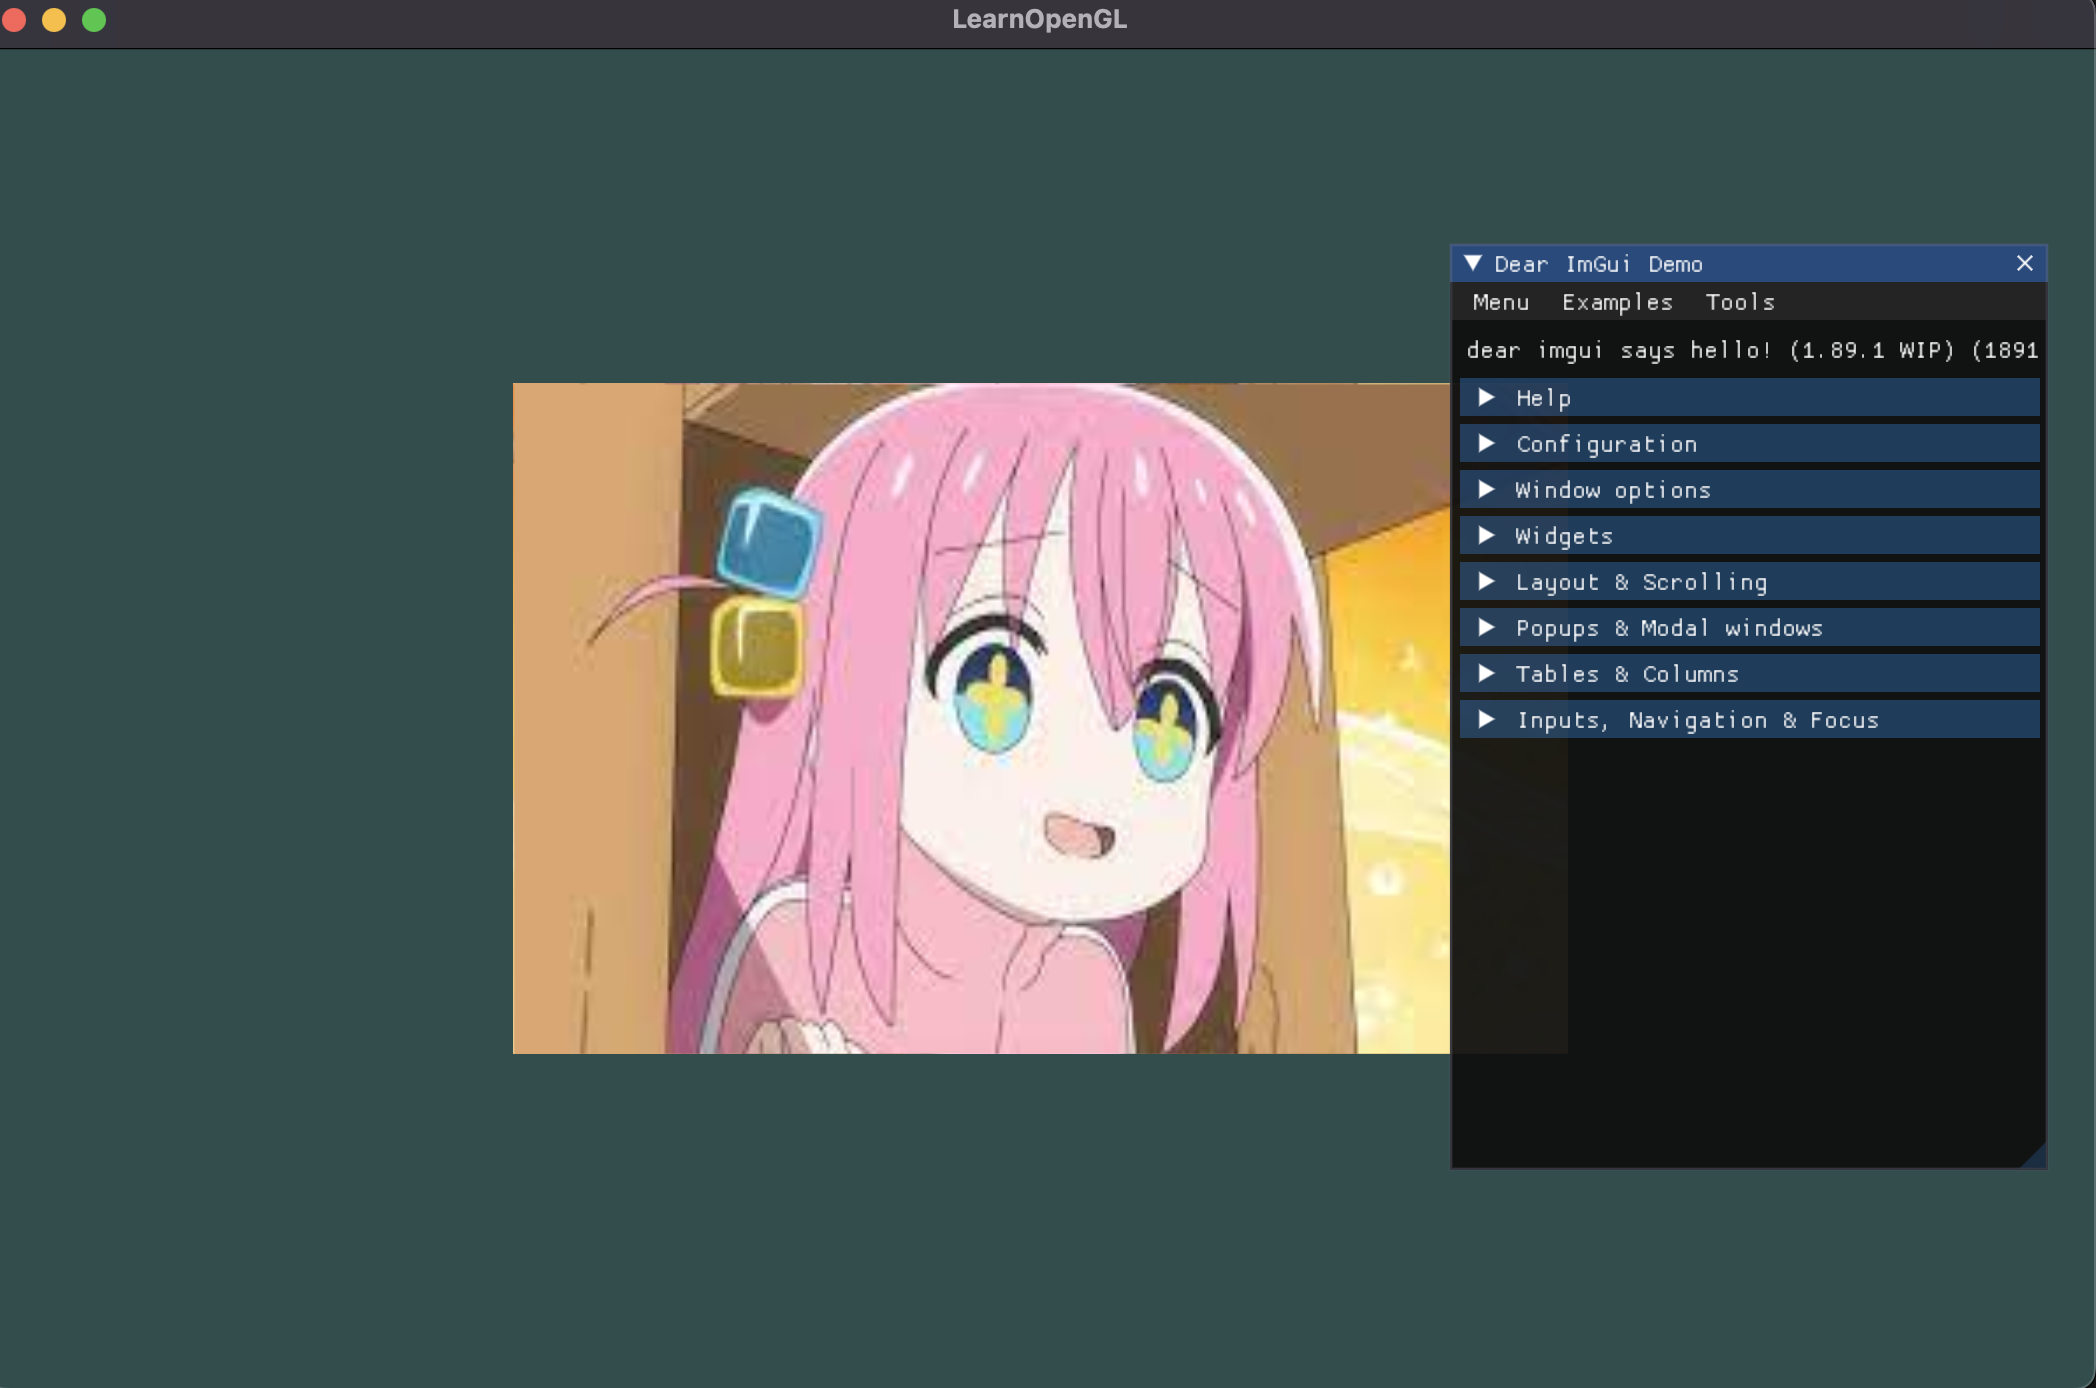 LearnOpenGL
Dear ImGui Demo
Menu Examples Tools
dear imgui says hello! (1.89.1 WIP) (1891
Help
Configuration
Window options
Widgets
Layout & Scrolling
Popups & Modal windows
Tables & Columns
Inputs, Navigation & Focus